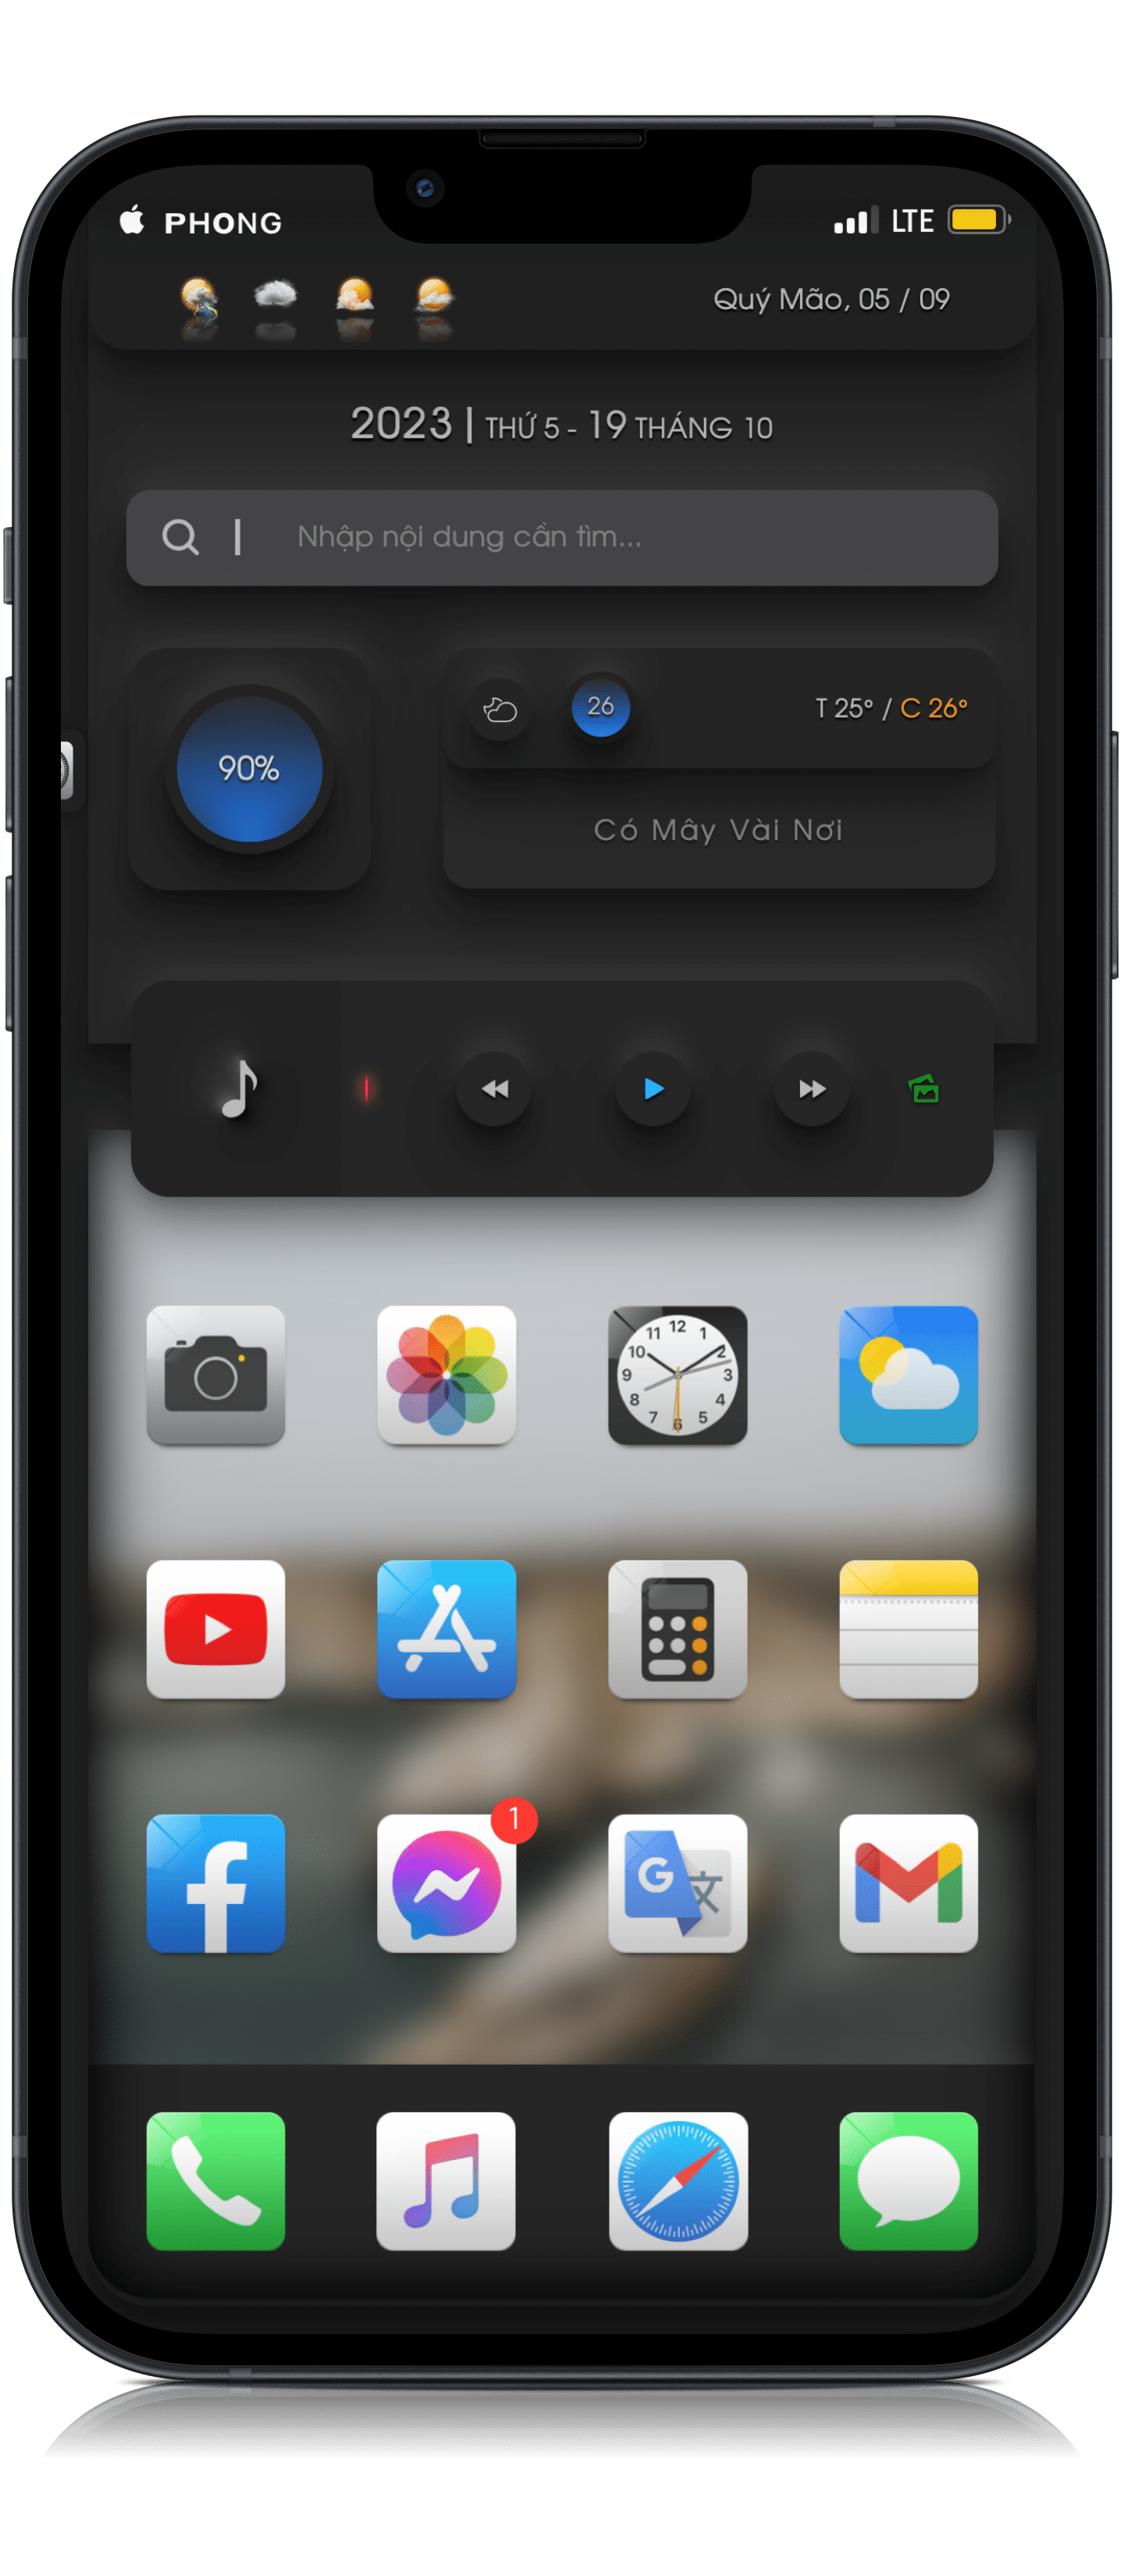 PHONG
LTE
Quý Mão, 05 / 09
2023 | THỨ 5 - 19 THÁNG 10
Nhập nội dung cần tìm...
90%
26
T 25° / C 26°
Có Mây Vài Nơi
12
11 1
10 2
9 3
8 4
7 5
6
1
G 文